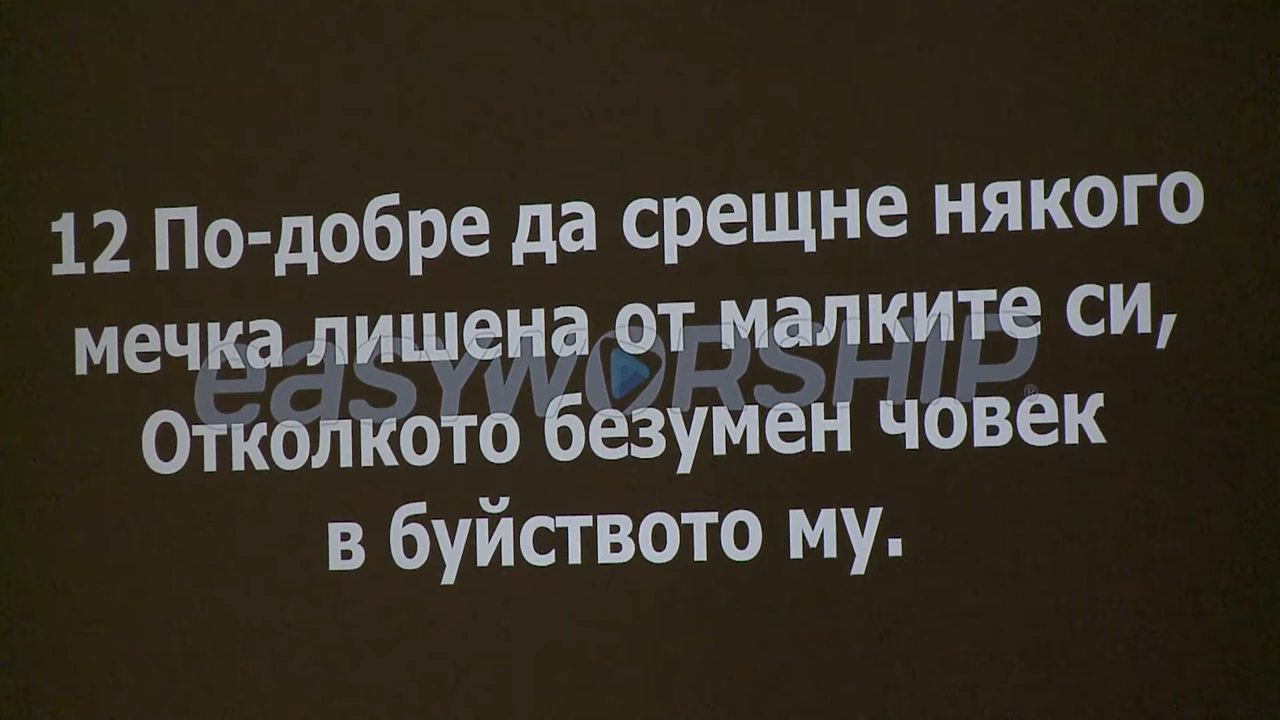 12 По-добре да срещне някого
мечка лишена от малките си,
easyWORSHIP®
Отколкото безумен човек
в буйството му.